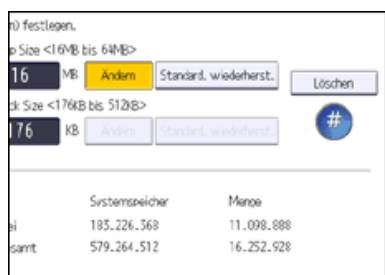 n) festlegen.
p Size <16MB bis 64MB>
16 MB Ändern Standard. wiederherst. Löschen
ck Size <176KB bis 512KB>
176 KB Ändern Standard. wiederherst. #
Systemspeicher Menge
ei 183.226.368 11.098.888
samt 579.264.512 16.252.928